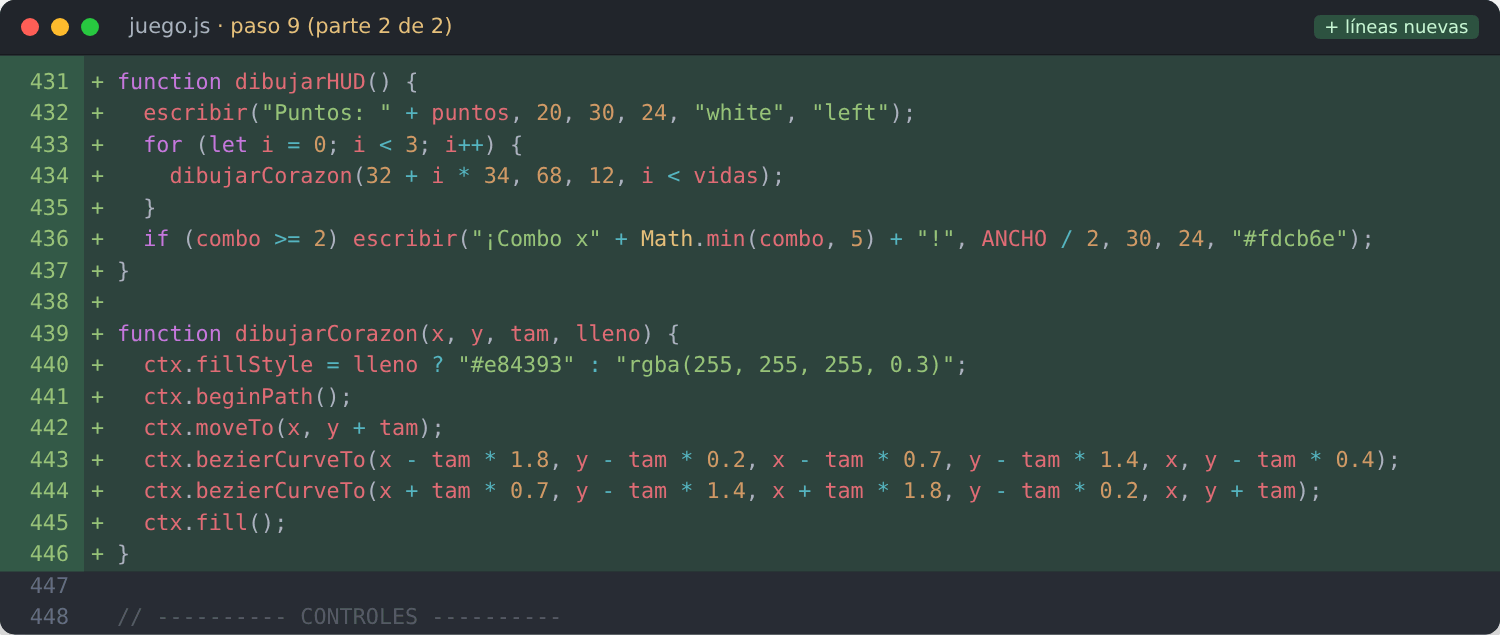 juego.js · paso 9 (parte 2 de 2)
+ líneas nuevas
431 + function dibujarHUD() {
432 +   escribir("Puntos: " + puntos, 20, 30, 24, "white", "left");
433 +   for (let i = 0; i < 3; i++) {
434 +     dibujarCorazon(32 + i * 34, 68, 12, i < vidas);
435 +   }
436 +   if (combo >= 2) escribir("¡Combo x" + Math.min(combo, 5) + "!", ANCHO / 2, 30, 24, "#fdcb6e");
437 + }
438 +
439 + function dibujarCorazon(x, y, tam, lleno) {
440 +   ctx.fillStyle = lleno ? "#e84393" : "rgba(255, 255, 255, 0.3)";
441 +   ctx.beginPath();
442 +   ctx.moveTo(x, y + tam);
443 +   ctx.bezierCurveTo(x - tam * 1.8, y - tam * 0.2, x - tam * 0.7, y - tam * 1.4, x, y - tam * 0.4);
444 +   ctx.bezierCurveTo(x + tam * 0.7, y - tam * 1.4, x + tam * 1.8, y - tam * 0.2, x, y + tam);
445 +   ctx.fill();
446 + }
447
448   // ---------- CONTROLES ----------